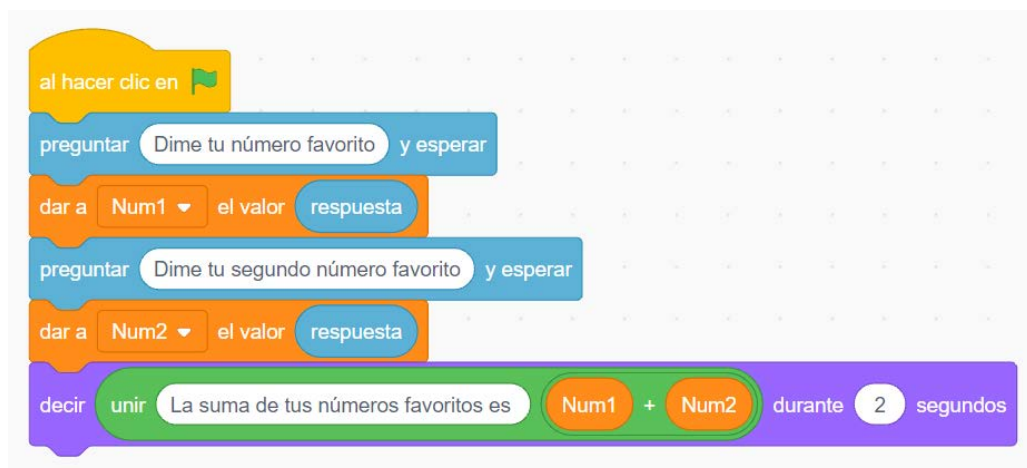 al hacer clic en
preguntar Dime tu número favorito y esperar
dar a Num1 el valor respuesta
preguntar Dime tu segundo número favorito y esperar
dar a Num2 el valor respuesta
decir unir La suma de tus números favoritos es Num1 + Num2 durante 2 segundos